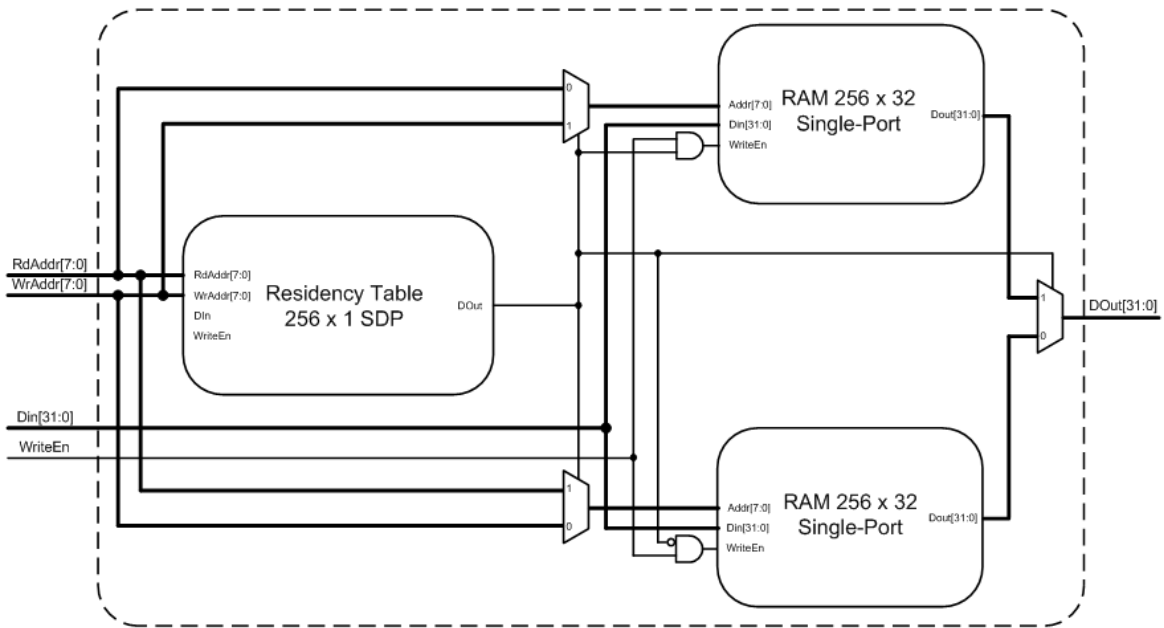 0
1
Addr[7:0]
Din[31:0]
WriteEn
RAM 256 x 32
Single-Port
Dout[31:0]
RdAddr[7:0]
WrAddr[7:0]
RdAddr[7:0]
WrAddr[7:0]
DIn
WriteEn
Residency Table
256 x 1 SDP
DOut
1
0
DOut[31:0]
Din[31:0]
WriteEn
1
0
Addr[7:0]
Din[31:0]
WriteEn
RAM 256 x 32
Single-Port
Dout[31:0]